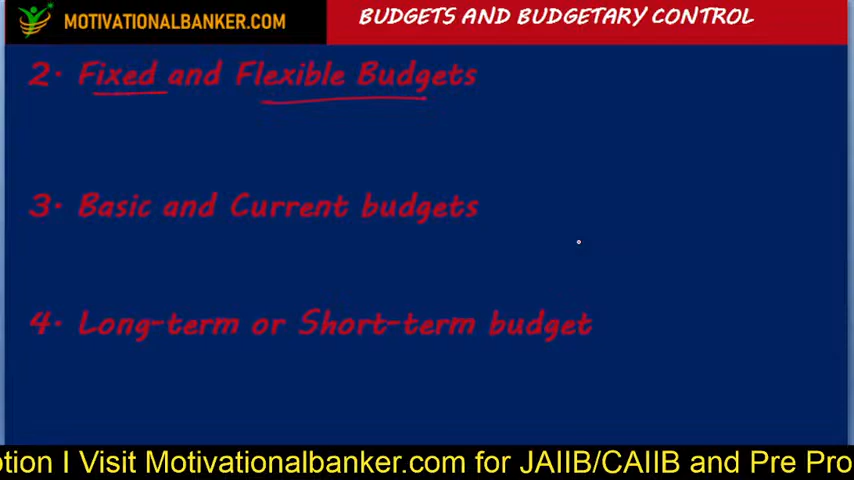 MOTIVATIONALBANKER.COM
BUDGETS AND BUDGETARY CONTROL
2. Fixed and Flexible Budgets
3. Basic and Current budgets
4. Long-term or Short-term budget
otion I Visit Motivationalbanker.com for JAIIB/CAIIB and Pre Pro